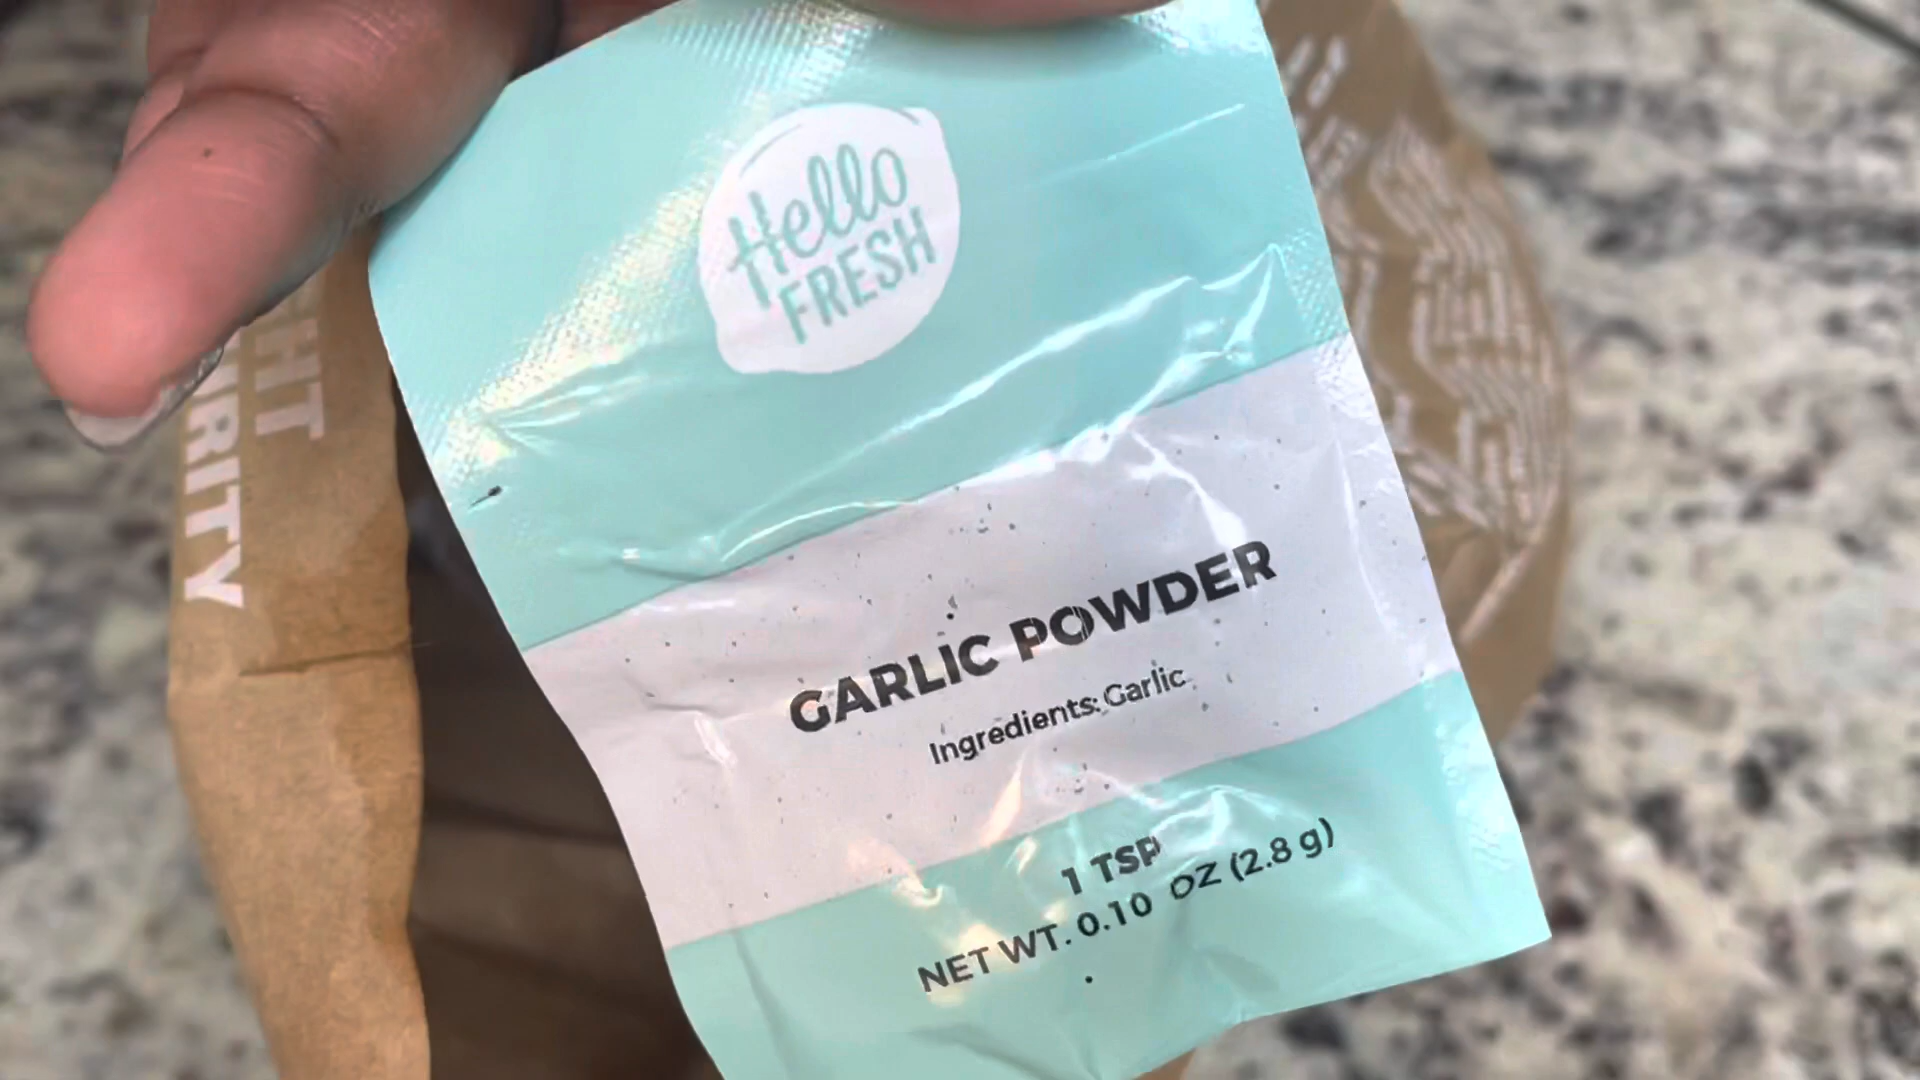 Hello
FRESH
GARLIC POWDER
Ingredients: Garlic
1 TSP
NET WT. 0.10 OZ (2.8 g)